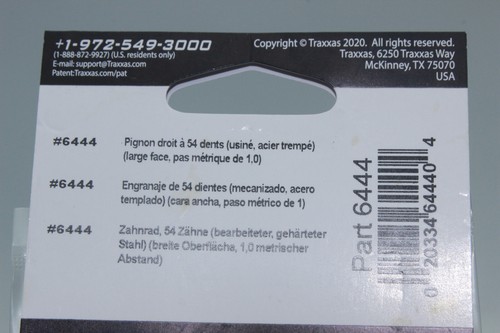 +1-972-549-3000
(1-888-872-9927) (Residents Outside U.S.)
E-mail: support@Traxxas.com
Patent:Traxxas.com/pat
Copyright © Traxxas 2020. All rights reserved.
Traxxas, 6250 Traxxas Way
McKinney, TX 75070
USA
#6444 Pignon droit à 54 dents (usiné, acier trempé)
(large face, pas métrique de 1.0)
#6444 Engranaje de 54 dientes (mecanizado, acero
templado) (cara ancha, paso métrico de 1)
#6444 Zahnrad, 54 Zähne (bearbeiteter, gehärteter
Stahl) (breite Oberfläche, 1,0 metrischer
Abstand)
Part 6444
0 20334 64440 4